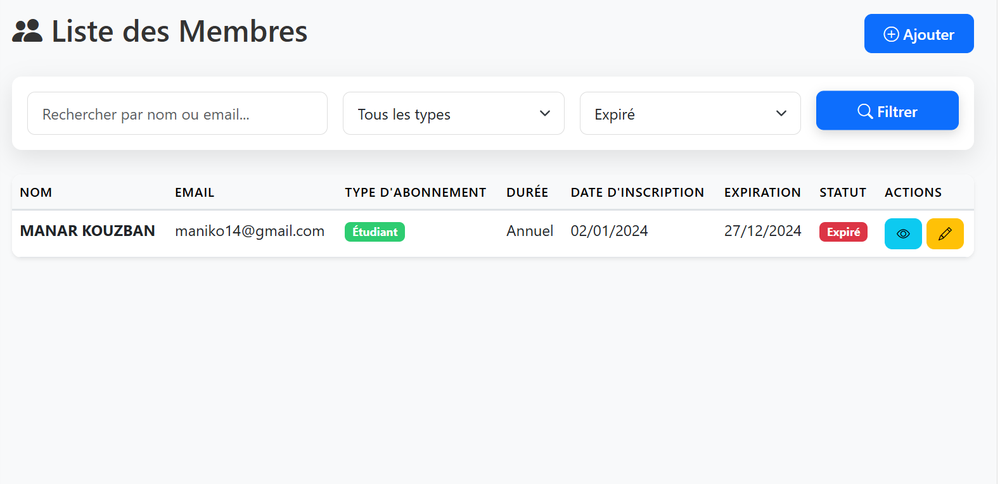 Liste des Membres
Ajouter
Rechercher par nom ou email...
Tous les types
Expiré
Filtrer
NOM EMAIL TYPE D'ABONNEMENT DURÉE DATE D'INSCRIPTION EXPIRATION STATUT ACTIONS
MANAR KOUZBAN maniko14@gmail.com Étudiant Annuel 02/01/2024 27/12/2024 Expiré